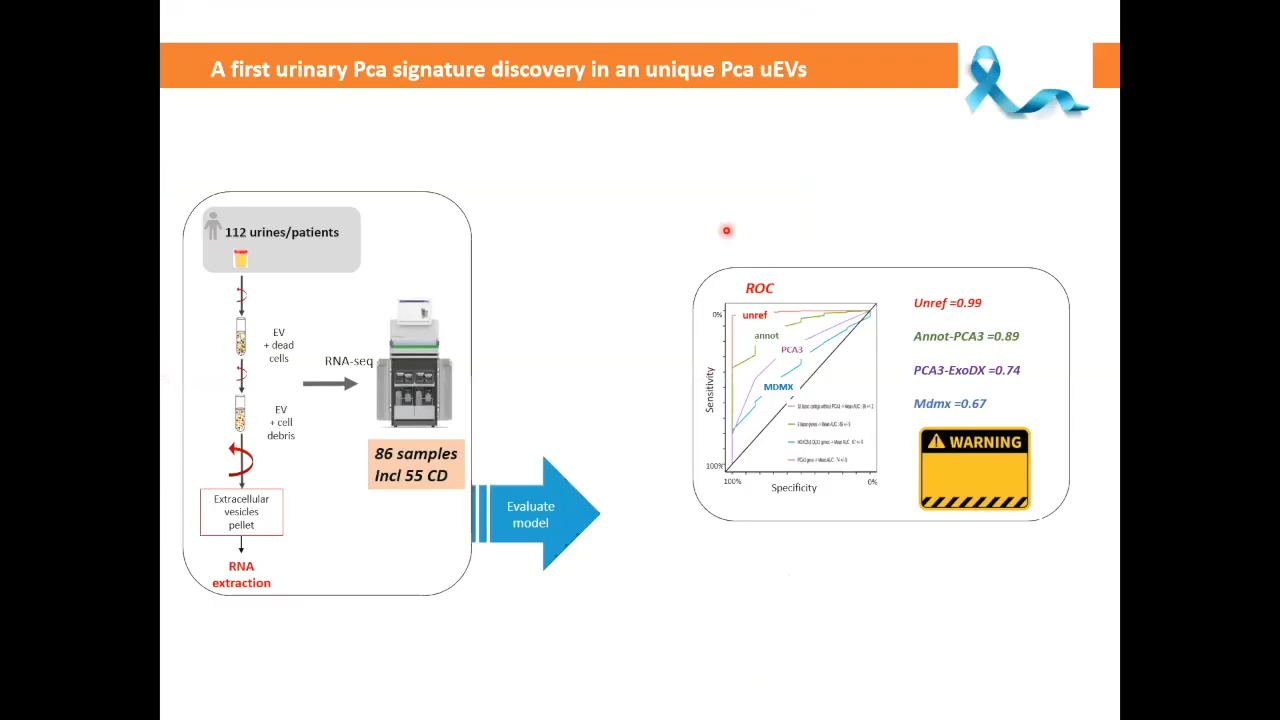 A first urinary Pca signature discovery in an unique Pca uEVs
112 urines/patients
EV
+ dead
cells
EV
+ cell
debris
Extracellular
vesicles
pellet
RNA
extraction
RNA-seq
86 samples
Incl 55 CD
Evaluate
model
ROC
0%
unref
annot
PCA3
MDMX
Sensitivity
100%
100%
0%
Specificity
Unref =0.99
Annot-PCA3 =0.89
PCA3-ExoDX =0.74
Mdmx =0.67
WARNING